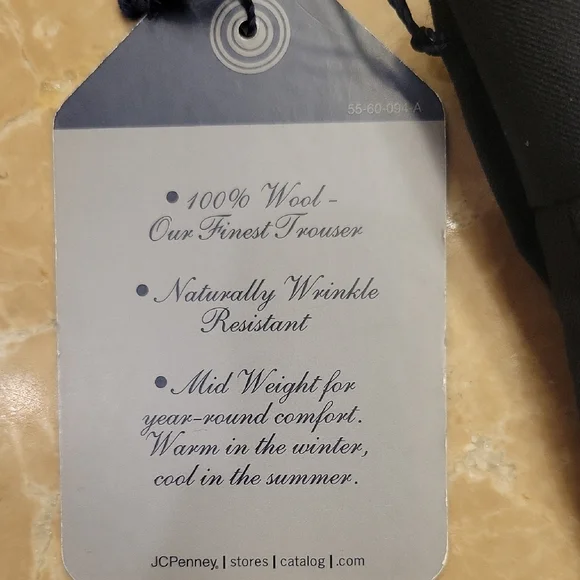 55-60-094-A
• 100% Wool -
Our Finest Trouser
• Naturally Wrinkle
Resistant
• Mid Weight for
year-round comfort.
Warm in the winter,
cool in the summer.
JCPenney, | stores | catalog | .com